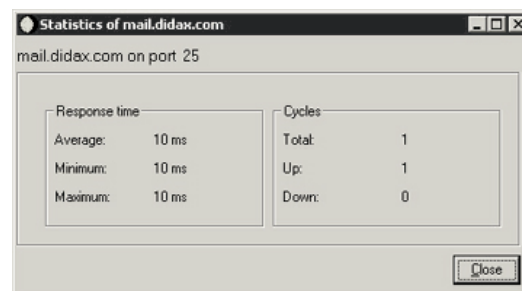 Statistics of mail.didax.com
mail.didax.com on port 25
Response time
Average: 10 ms
Minimum: 10 ms
Maximum: 10 ms
Cycles
Total: 1
Up: 1
Down: 0
Close